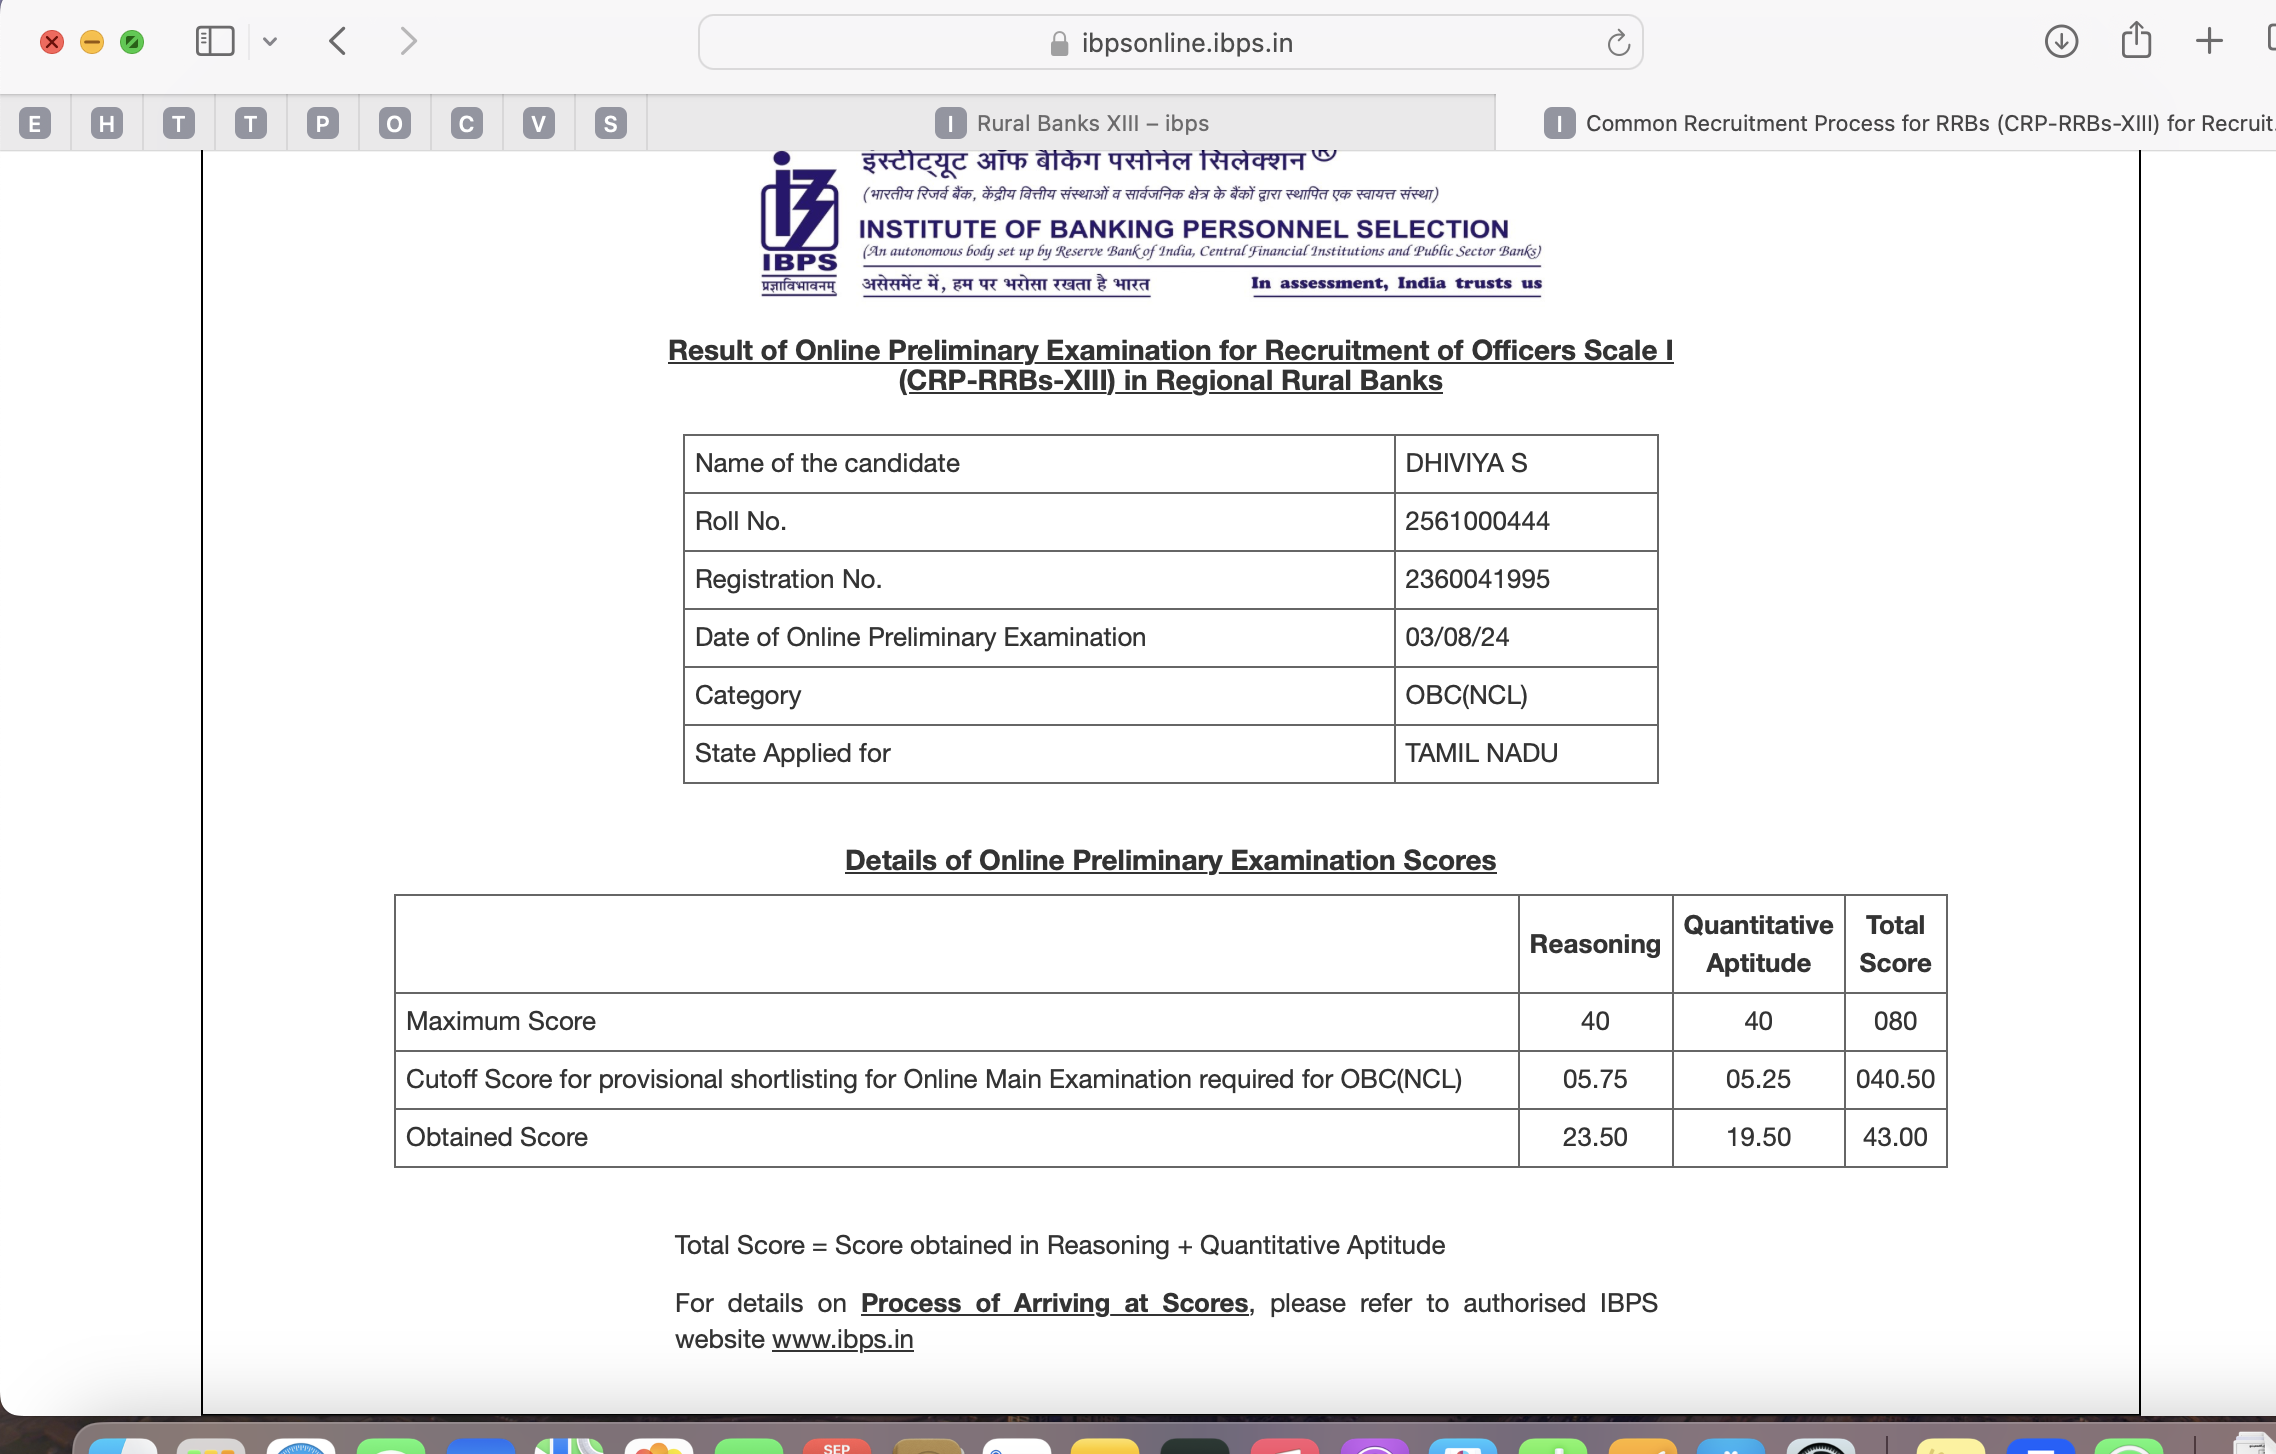 ibpsonline.ibps.in
E H T T P O C V S I Rural Banks XIII – ibps I Common Recruitment Process for RRBs (CRP-RRBs-XIII) for Recruit
इंस्टीट्यूट ऑफ बैंकिंग पर्सोनेल सिलेक्शन ®
(भारतीय रिजर्व बैंक, केंद्रीय वित्तीय संस्थाओं व सार्वजनिक क्षेत्र के बैंकों द्वारा स्थापित एक स्वायत्त संस्था)
INSTITUTE OF BANKING PERSONNEL SELECTION
(An autonomous body set up by Reserve Bank of India, Central Financial Institutions and Public Sector Banks)
IBPS
प्रज्ञाविभावनम्
असेसमेंट में, हम पर भरोसा रखता है भारत In assessment, India trusts us
Result of Online Preliminary Examination for Recruitment of Officers Scale I
(CRP-RRBs-XIII) in Regional Rural Banks
Name of the candidate DHIVIYA S
Roll No. 2561000444
Registration No. 2360041995
Date of Online Preliminary Examination 03/08/24
Category OBC(NCL)
State Applied for TAMIL NADU
Details of Online Preliminary Examination Scores
Reasoning Quantitative Aptitude Total Score
Maximum Score 40 40 080
Cutoff Score for provisional shortlisting for Online Main Examination required for OBC(NCL) 05.75 05.25 040.50
Obtained Score 23.50 19.50 43.00
Total Score = Score obtained in Reasoning + Quantitative Aptitude
For details on Process of Arriving at Scores, please refer to authorised IBPS
website www.ibps.in
SEP